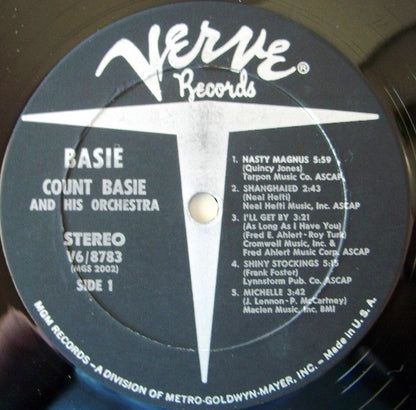 Verve®
Records
BASIE
COUNT BASIE
AND HIS ORCHESTRA
STEREO
V6/8783
(MGS 2002)
SIDE 1
1. NASTY MAGNUS 5:59
(Quincy Jones)
Tarpon Music Co. ASCAP
2. SHANGHAIED 2:43
(Neal Hefti)
Neal Hefti Music, Inc. ASCAP
3. I'LL GET BY 3:21
(As Long As I Have You)
(Fred E. Ahlert - Roy Turk)
Cromwell Music, Inc. &
Fred Ahlert Music Corp. ASCAP
4. SHINY STOCKINGS 5:15
(Frank Foster)
Lynnstorm Pub. Co. ASCAP
5. MICHELLE 3:42
(J. Lennon-P. McCartney)
Maclen Music, Inc. BMI
MGM RECORDS—A DIVISION OF METRO-GOLDWYN-MAYER, INC.—Made in U.S.A.